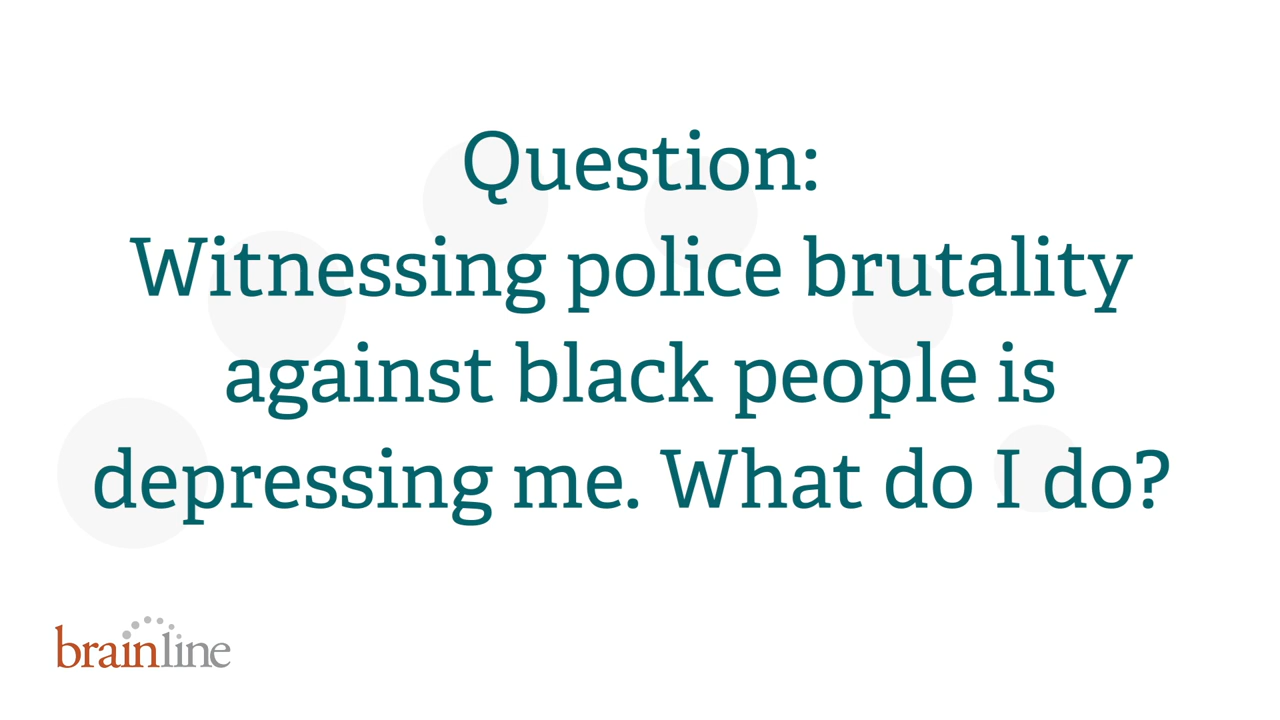 Question:
Witnessing police brutality
against black people is
depressing me. What do I do?
brainline